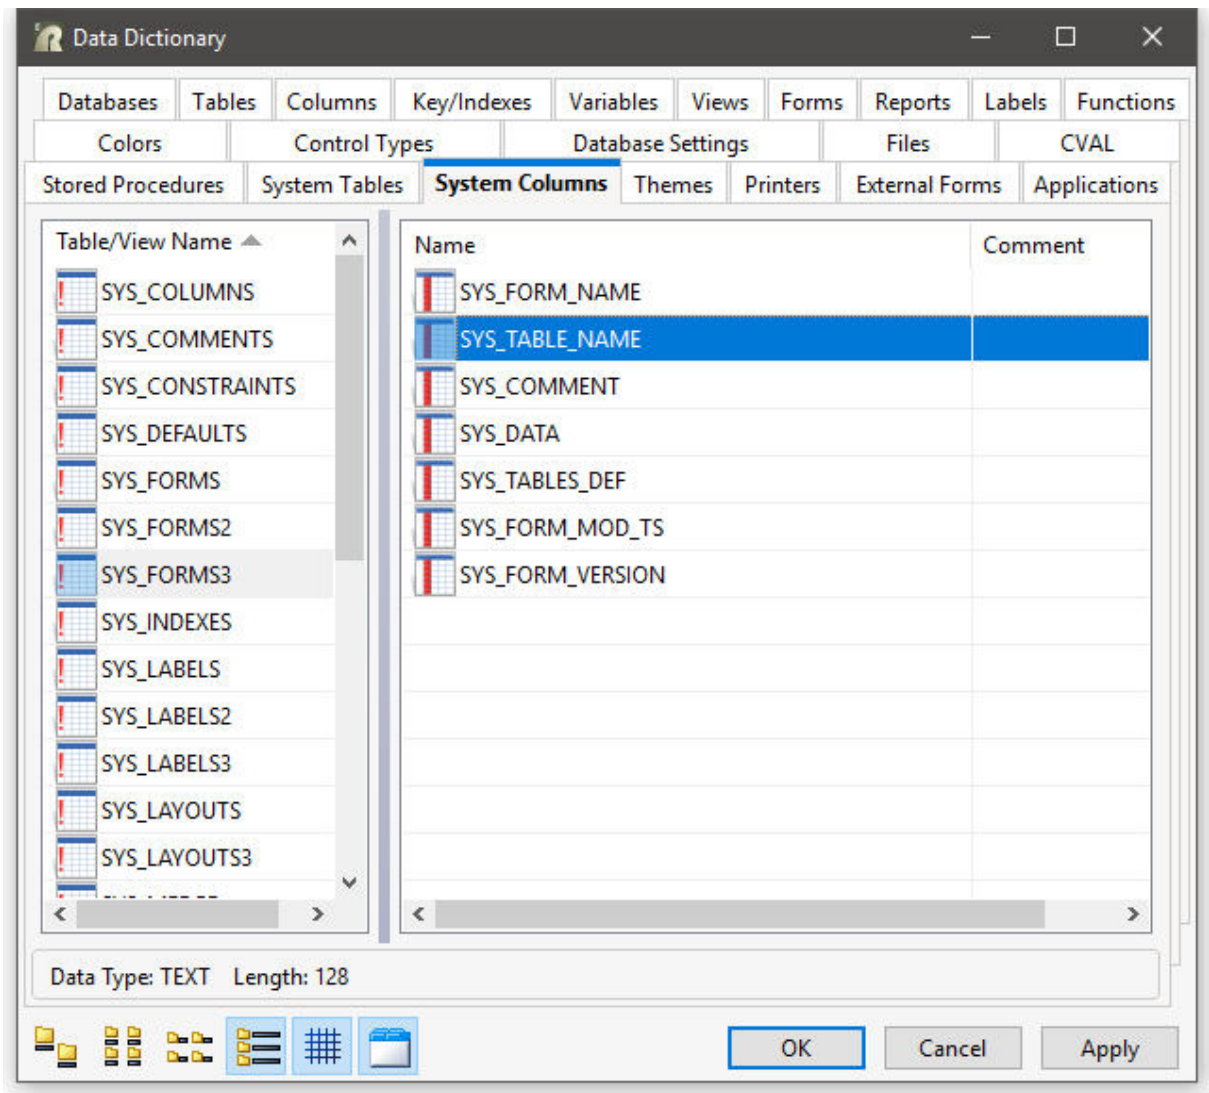 Data Dictionary
Databases Tables Columns Key/Indexes Variables Views Forms Reports Labels Functions
Colors Control Types Database Settings Files CVAL
Stored Procedures System Tables System Columns Themes Printers External Forms Applications
Table/View Name
SYS_COLUMNS
SYS_COMMENTS
SYS_CONSTRAINTS
SYS_DEFAULTS
SYS_FORMS
SYS_FORMS2
SYS_FORMS3
SYS_INDEXES
SYS_LABELS
SYS_LABELS2
SYS_LABELS3
SYS_LAYOUTS
SYS_LAYOUTS3
Name Comment
SYS_FORM_NAME
SYS_TABLE_NAME
SYS_COMMENT
SYS_DATA
SYS_TABLES_DEF
SYS_FORM_MOD_TS
SYS_FORM_VERSION
Data Type: TEXT Length: 128
OK Cancel Apply